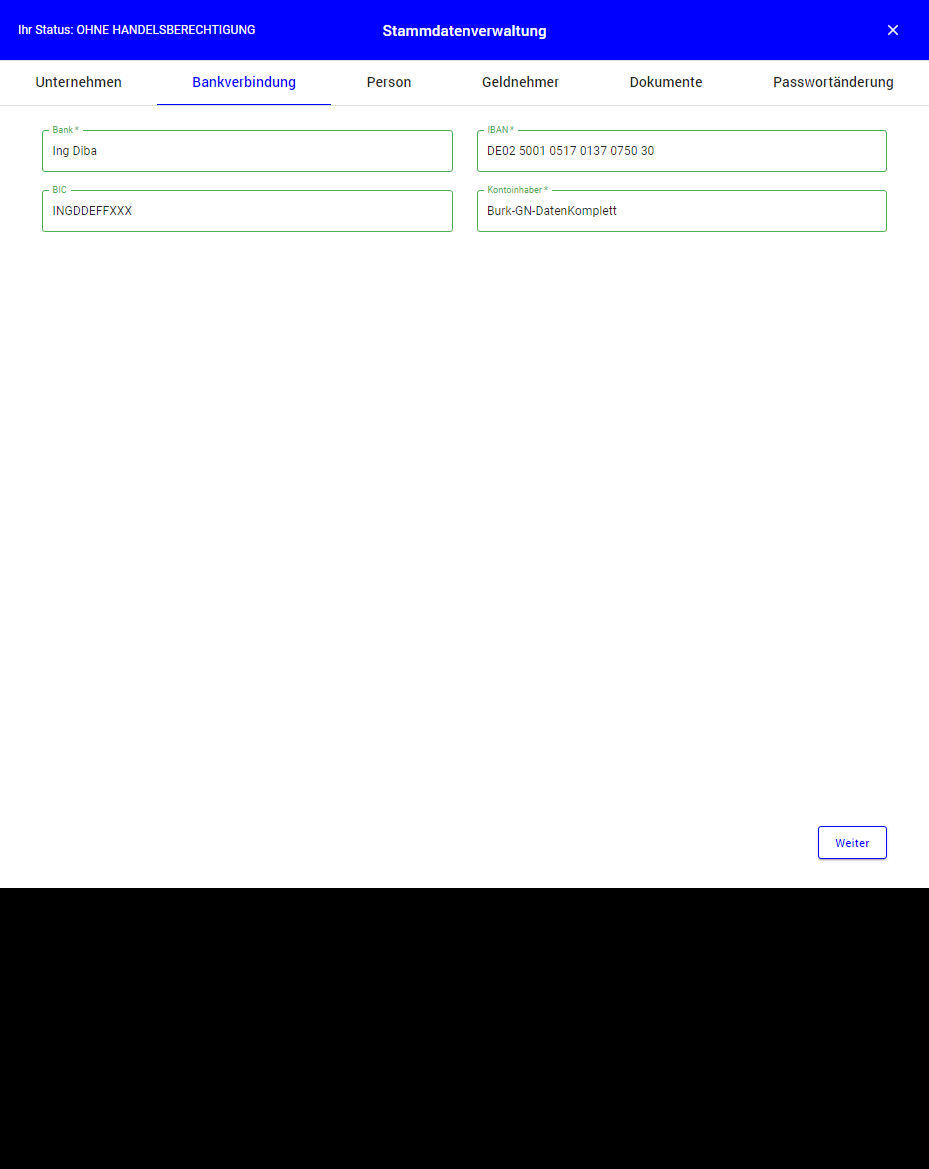 Ihr Status: OHNE HANDELSBERECHTIGUNG
Stammdatenverwaltung
Unternehmen Bankverbindung Person Geldnehmer Dokumente Passwortänderung
Bank * IBAN *
Ing Diba DE02 5001 0517 0137 0750 30
BIC Kontoinhaber *
INGDDEFFXXX Burk-GN-DatenKomplett
Weiter